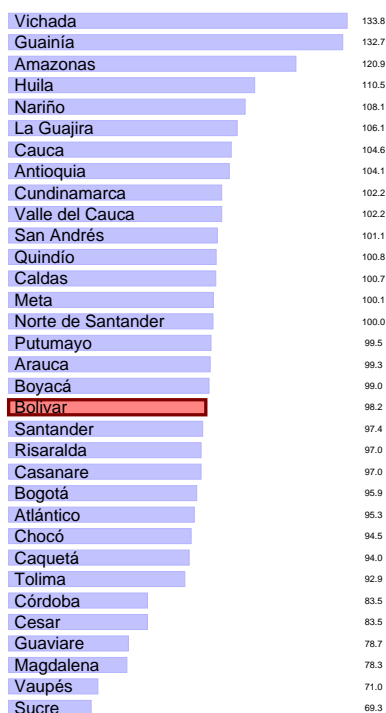 Vichada 133.8
Guainía 132.7
Amazonas 120.9
Huila 110.5
Nariño 108.1
La Guajira 106.1
Cauca 104.6
Antioquia 104.1
Cundinamarca 102.2
Valle del Cauca 102.2
San Andrés 101.1
Quindío 100.8
Caldas 100.7
Meta 100.1
Norte de Santander 100.0
Putumayo 99.5
Arauca 99.3
Boyacá 99.0
Bolivar 98.2
Santander 97.4
Risaralda 97.0
Casanare 97.0
Bogotá 95.9
Atlántico 95.3
Chocó 94.5
Caquetá 94.0
Tolima 92.9
Córdoba 83.5
Cesar 83.5
Guaviare 78.7
Magdalena 78.3
Vaupés 71.0
Sucre 69.3